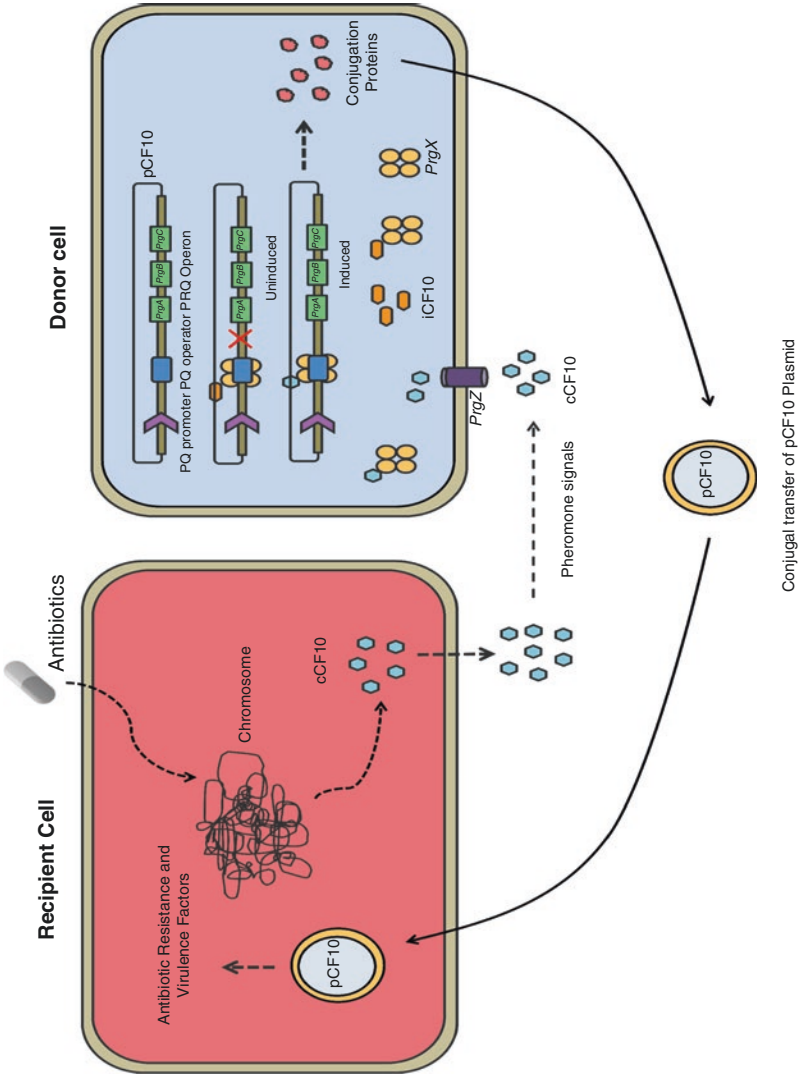 Recipient Cell
Antibiotics
Antibiotic Resistance and
Virulence Factors
pCF10
Chromosome
cCF10
Donor cell
pCF10
PrgA
PrgB
PrgC
PQ promoter PQ operator PRQ Operon
PrgA
PrgB
PrgC
Uninduced
PrgA
PrgB
PrgC
Induced
Conjugation
Proteins
iCF10
PrgX
PrgZ
cCF10
Pheromone signals
pCF10
Conjugal transfer of pCF10 Plasmid